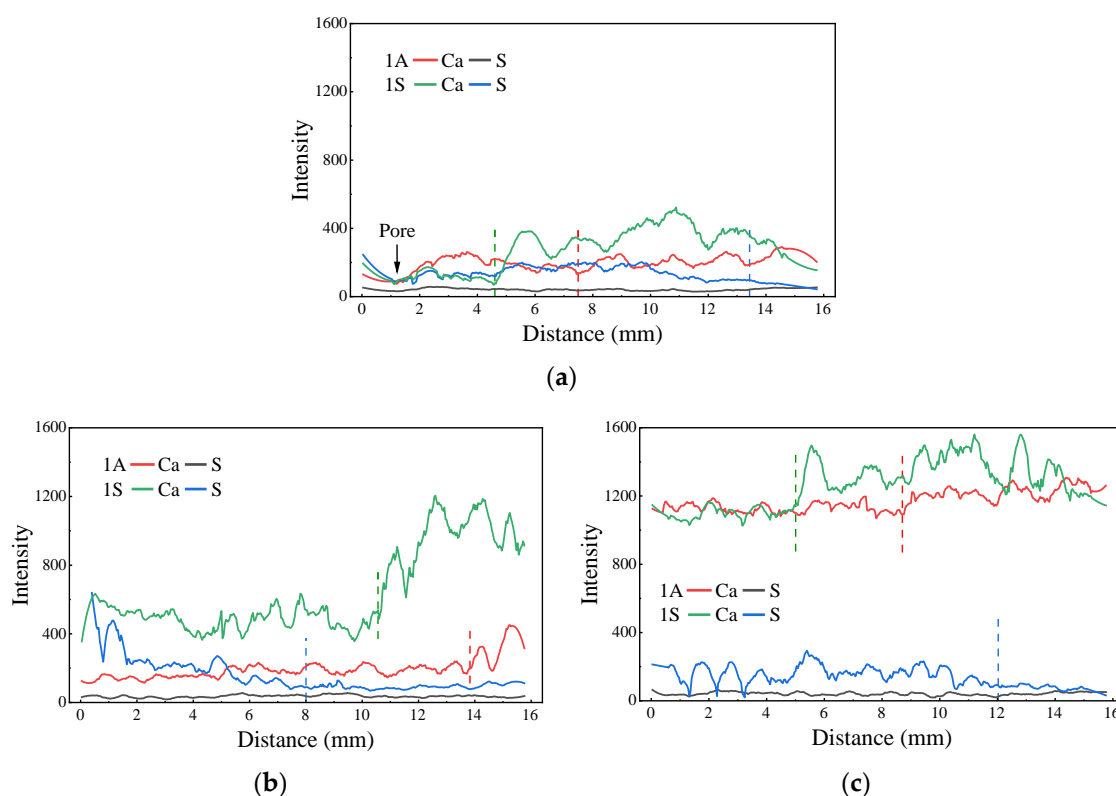 1600
1200
800
400
0
Intensity
1A Ca S
1S Ca S
Pore
0 2 4 6 8 10 12 14 16
Distance (mm)
(a)
1600
1200
800
400
0
Intensity
1A Ca S
1S Ca S
0 2 4 6 8 10 12 14 16
Distance (mm)
(b)
1600
1200
800
400
0
Intensity
1A Ca S
1S Ca S
0 2 4 6 8 10 12 14 16
Distance (mm)
(c)